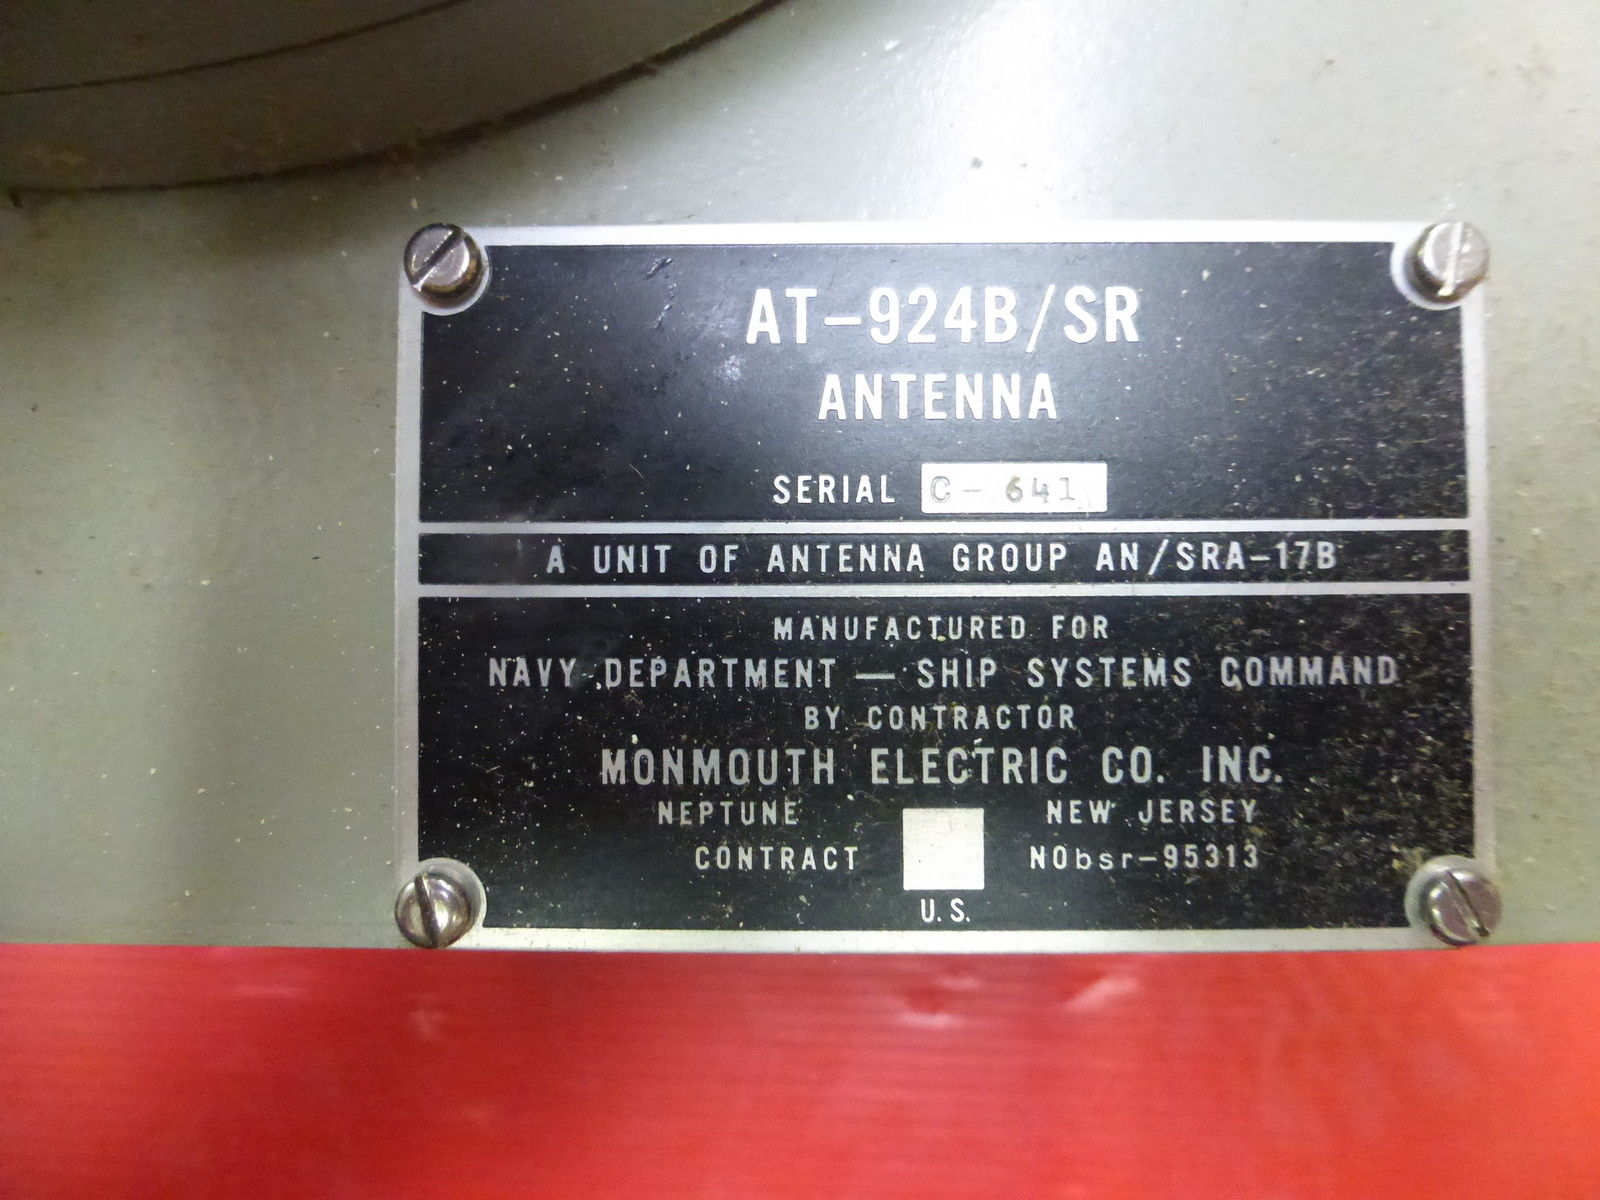 AT-924B/SR
ANTENNA
SERIAL C- 641
A UNIT OF ANTENNA GROUP AN/SRA-17B
MANUFACTURED FOR
NAVY DEPARTMENT — SHIP SYSTEMS COMMAND
BY CONTRACTOR
MONMOUTH ELECTRIC CO. INC.
NEPTUNE NEW JERSEY
CONTRACT NObsr-95313
U.S.